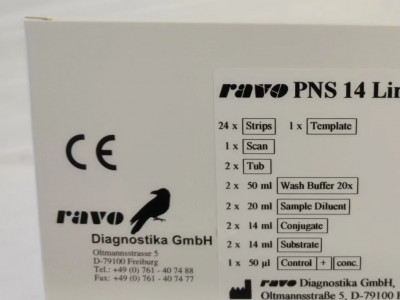 CE
ravo
Diagnostika GmbH
Oltmannsstrasse 5
D-79100 Freiburg
Tel.: +49 (0) 761 - 40 74 88
Fax.: +49 (0) 761 - 40 74 77
ravo PNS 14 Lin
24 x Strips 1 x Template
1 x Scan
2 x Tub
2 x 50 ml Wash Buffer 20x
2 x 20 ml Sample Diluent
2 x 14 ml Conjugate
2 x 14 ml Substrate
1 x 50 µl Control + conc.
ravo Diagnostika GmbH,
Oltmannsstraße 5, D-79100